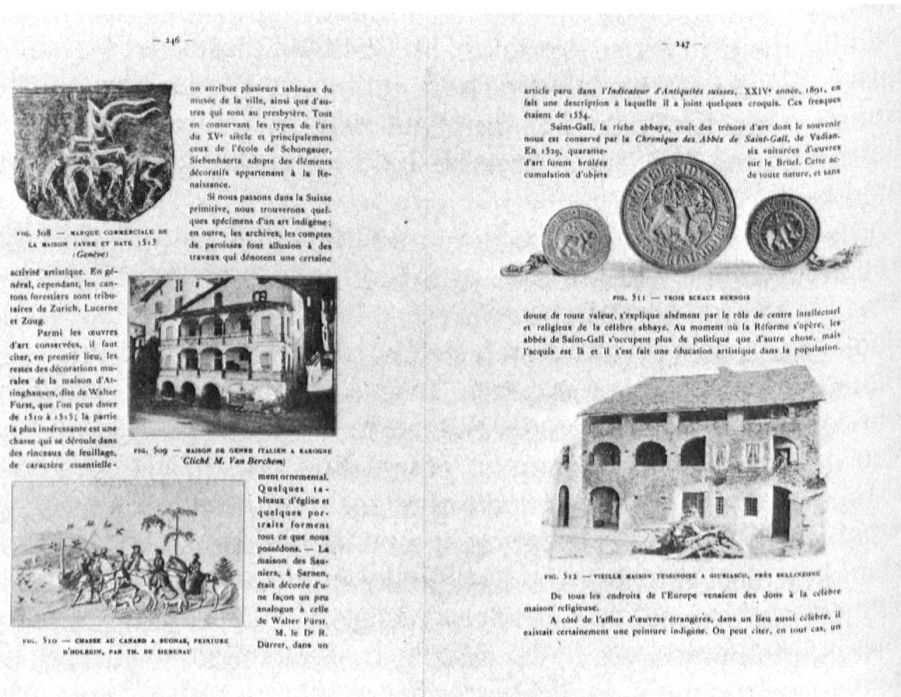 — 246 —
FIG. 508 — MARQUE COMMERCIALE DE
LA MAISON FAVRE ET DATE 1515
(Genève)
on attribue plusieurs tableaux du
musée de la ville, ainsi que d'au-
tres qui sont au presbytère. Tout
en conservant les types de l'art
du XVe siècle et principalement
ceux de l'école de Schongauer,
Siebenhaerts adopte des éléments
décoratifs appartenant à la Re-
naissance.
Si nous passons dans la Suisse
primitive, nous trouverons quel-
ques spécimens d'un art indigène;
en outre, les archives, les comptes
de paroisses font allusion à des
travaux qui dénotent une certaine
activité artistique. En gé-
néral, cependant, les can-
tons forestiers sont tribu-
taires de Zurich, Lucerne
et Zoug.
Parmi les œuvres
d'art conservées, il faut
citer, en premier lieu, les
restes des décorations mu-
rales de la maison d'At-
tinghausen, dite de Walter
Fürst, que l'on peut dater
de 1510 à 1515; la partie
la plus intéressante est une
chasse qui se déroule dans
des rinceaux de feuillage,
de caractère essentielle-
FIG. 509 — MAISON DE GENRE ITALIEN A RAROGNE
(Cliché M. Van Berchem)
ment ornemental.
Quelques ta-
bleaux d'église et
quelques por-
traits forment
tout ce que nous
possédons. — La
maison des Sau-
niers, à Sarnen,
était décorée d'u-
ne façon un peu
analogue à celle
de Walter Fürst.
M. le Dr R.
Dürrer, dans un
FIG. 510 — CHASSE AU CANARD A BUONAS, PEINTURE
D'HOLBEIN, PAR TH. DE LIEBENAU
247 —
article paru dans l'Indicateur d'Antiquités suisses, XXIVe année, 1891, en
fait une description à laquelle il a joint quelques croquis. Ces fresques
étaient de 1554.
Saint-Gall, la riche abbaye, avait des trésors d'art dont le souvenir
nous est conservé par la Chronique des Abbés de Saint-Gall, de Vadian.
En 1529, quarante-six voiturées d'œuvres
d'art furent brûlées sur le Brüel. Cette ac-
cumulation d'objets de toute nature, et sans
FIG. 511 — TROIS SCEAUX BERNOIS
doute de toute valeur, s'explique aisément par le rôle de centre intellectuel
et religieux de la célèbre abbaye. Au moment où la Réforme s'opère, les
abbés de Saint-Gall s'occupent plus de politique que d'autre chose, mais
l'acquis est là et il s'est fait une éducation artistique dans la population.
FIG. 512 — VIEILLE MAISON TESSINOISE A GIUBIASCO, PRÈS BELLINZONE
De tous les endroits de l'Europe venaient des dons à la célèbre
maison religieuse.
A côté de l'afflux d'œuvres étrangères, dans un lieu aussi célèbre, il
existait certainement une peinture indigène. On peut citer, en tout cas, un